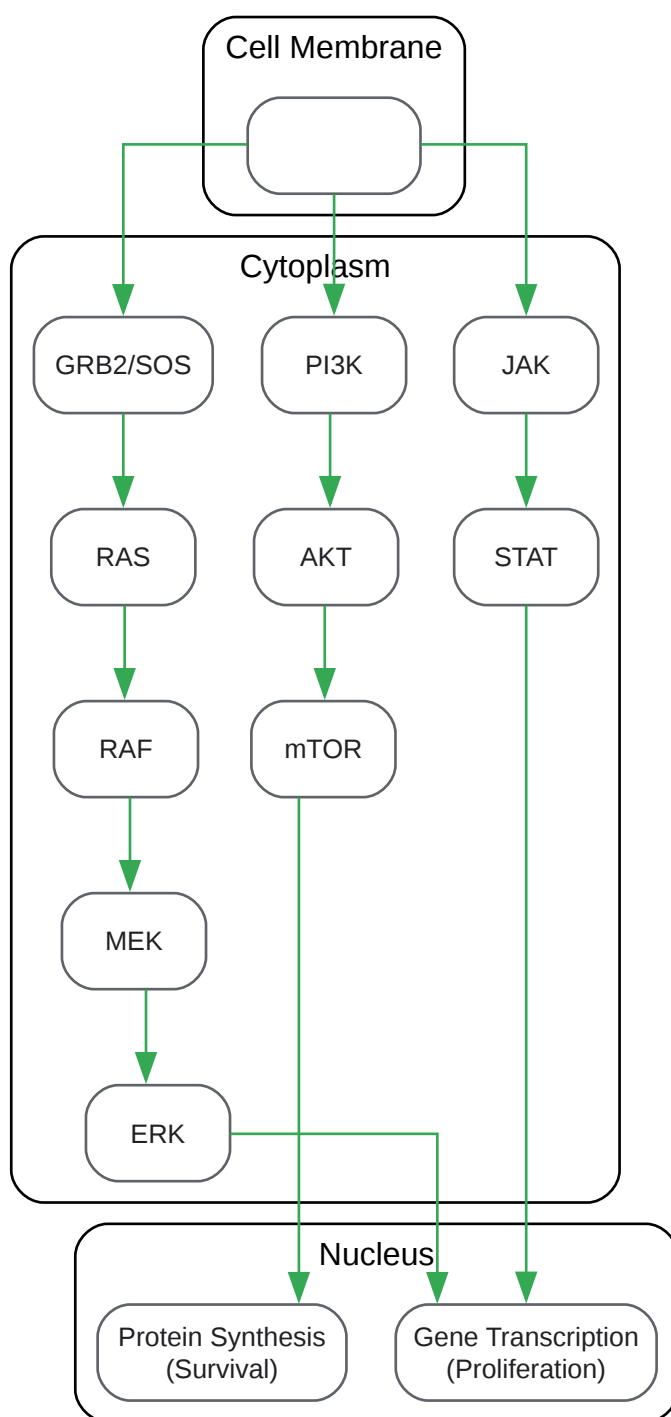 Cell Membrane
Cytoplasm
GRB2/SOS
PI3K
JAK
RAS
AKT
STAT
RAF
mTOR
MEK
ERK
Nucleus
Protein Synthesis
(Survival)
Gene Transcription
(Proliferation)